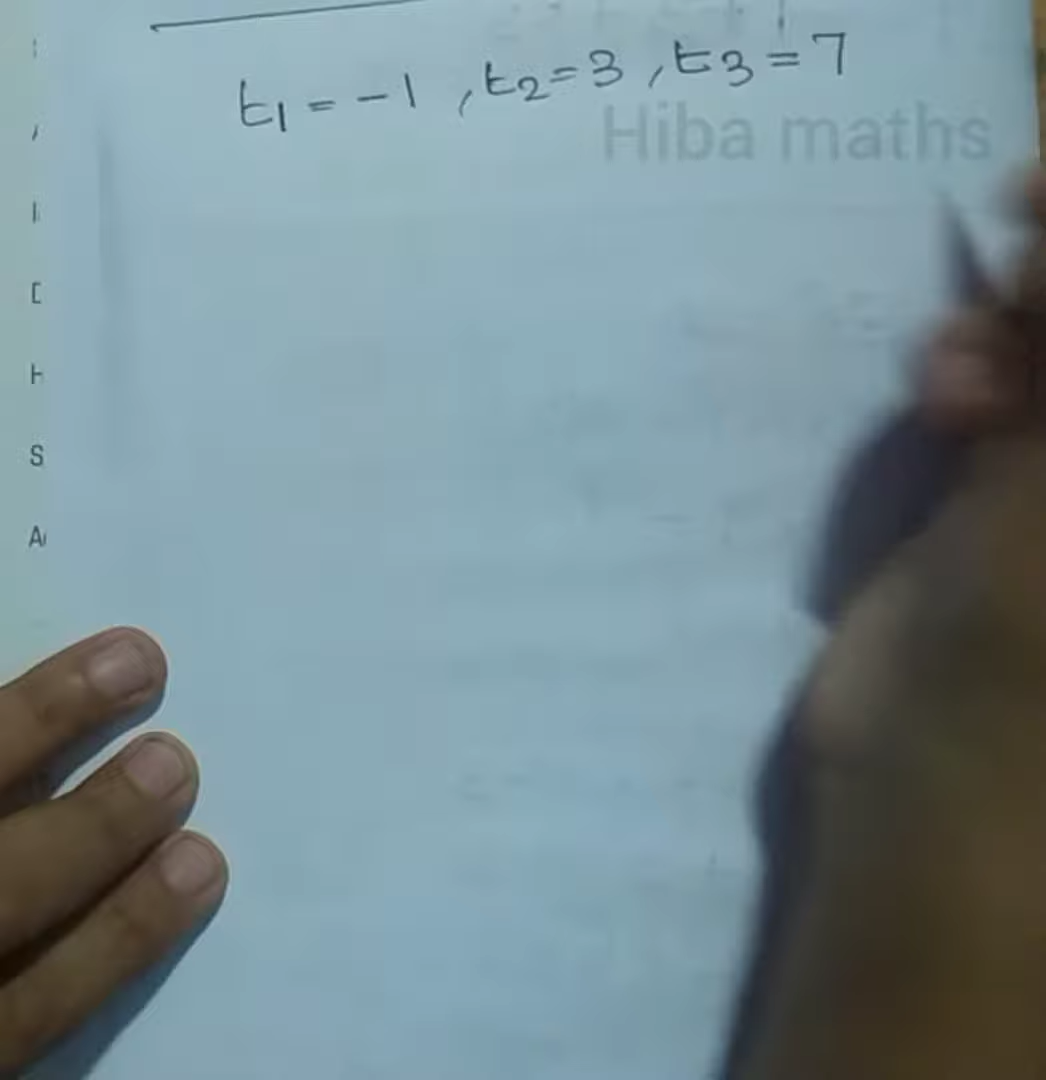 t1 = -1 , t2 = 3 , t3 = 7
Hiba maths